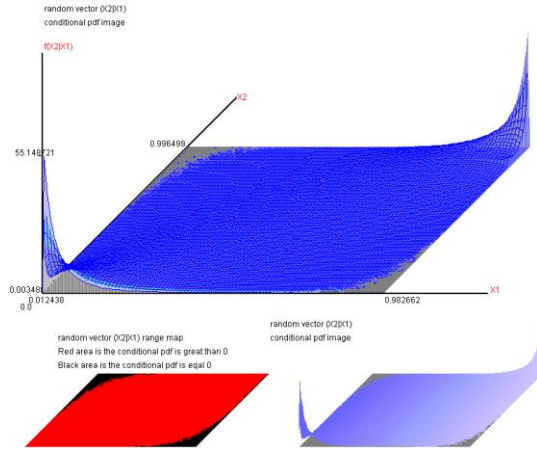 random vector (X2|X1)
conditional pdf image
f(X2|X1)
X2
0.996499
55.148721
0.012438
0.0
0.982662
X1
random vector (X2|X1) range map
Red area is the conditional pdf is great than 0
Black area is the conditional pdf is eqal 0
random vector (X2|X1)
conditional pdf image